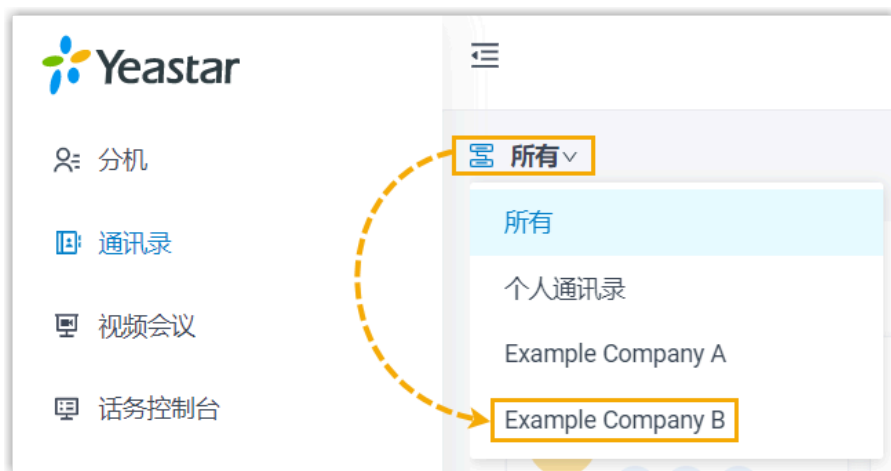 Yeastar
分机
通讯录
视频会议
话务控制台
所有
所有
个人通讯录
Example Company A
Example Company B